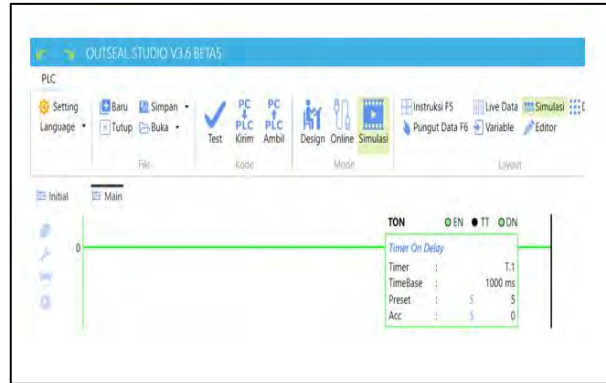 OUTSEAL STUDIO V3.6 BETA5
PLC
Setting
Language
Baru
Simpan
Tutup
Buka
File
Test
PC PLC Kirim
PC PLC Ambil
Kode
Design
Online
Simulasi
Mode
Instruksi F5
Live Data
Simulasi
Pungut Data F6
Variable
Editor
Layout
Initial
Main
TON EN TT DN
0
Timer On Delay
Timer : T.1
TimeBase : 1000 ms
Preset : 5 5
Acc : 5 0